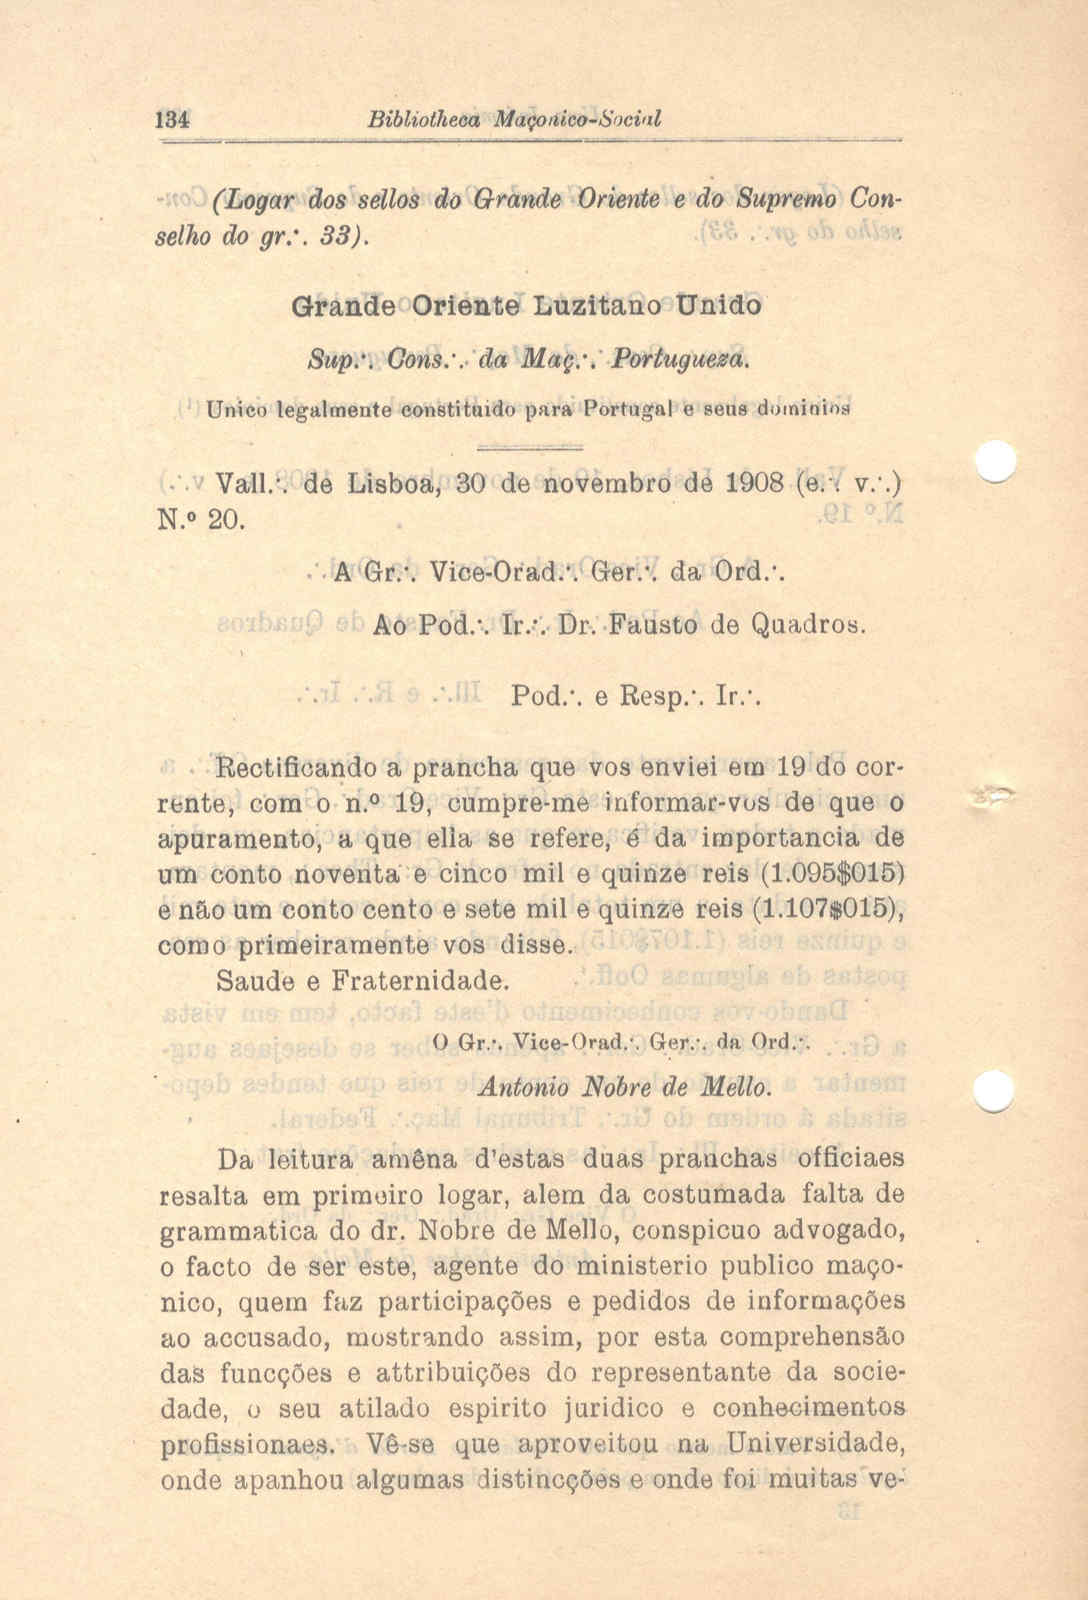 134 Bibliotheca Maçonico-Social
(Logar dos sellos do Grande Oriente e do Supremo Con-
selho do gr.·. 33).
Grande Oriente Luzitano Unido
Sup.·. Cons.·. da Maç.·. Portugueza.
Unico legalmente constituido para Portugal e seus dominios
Vall.·. de Lisboa, 30 de novembro de 1908 (e.·. v.·.)
N.º 20.
A Gr.·. Vice-Orad.·. Ger.·. da Ord.·.
Ao Pod.·. Ir.·. Dr. Fausto de Quadros.
Pod.·. e Resp.·. Ir.·.
Rectificando a prancha que vos enviei em 19 do cor-
rente, com o n.º 19, cumpre-me informar-vos de que o
apuramento, a que ella se refere, é da importancia de
um conto noventa e cinco mil e quinze reis (1.095$015)
e não um conto cento e sete mil e quinze reis (1.107$015),
como primeiramente vos disse.
Saude e Fraternidade.
O Gr.·. Vice-Orad.·. Ger.·. da Ord.·.
Antonio Nobre de Mello.
Da leitura amêna d'estas duas pranchas officiaes
resalta em primeiro logar, alem da costumada falta de
grammatica do dr. Nobre de Mello, conspicuo advogado,
o facto de ser este, agente do ministerio publico maço-
nico, quem faz participações e pedidos de informações
ao accusado, mostrando assim, por esta comprehensão
das funcções e attribuições do representante da socie-
dade, o seu atilado espirito juridico e conhecimentos
profissionaes. Vê-se que aproveitou na Universidade,
onde apanhou algumas distincções e onde foi muitas ve-